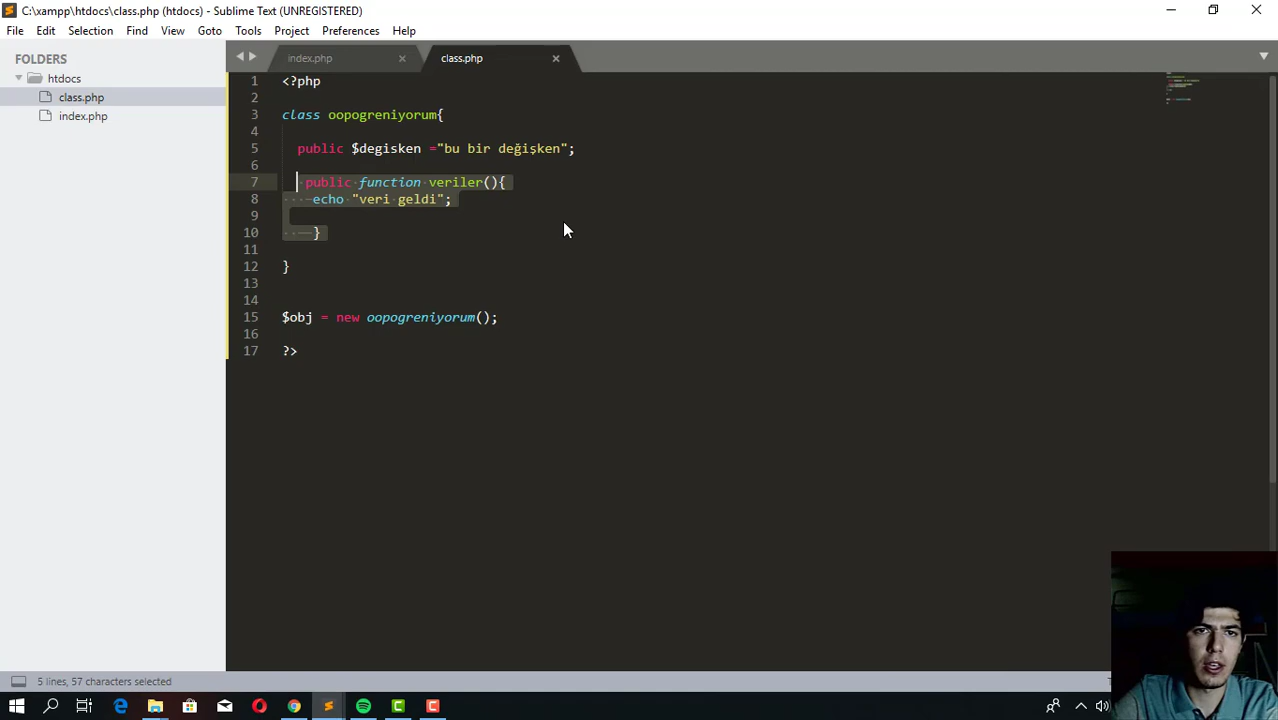 C:\xampp\htdocs\class.php (htdocs) - Sublime Text (UNREGISTERED)
File Edit Selection Find View Goto Tools Project Preferences Help
FOLDERS
htdocs
class.php
index.php
index.php class.php
1 <?php
2
3 class oopogreniyorum{
4
5 public $degisken ="bu bir değişken";
6
7 public function veriler(){
8 echo "veri geldi";
9
10 }
11
12 }
13
14
15 $obj = new oopogreniyorum();
16
17 ?>
5 lines, 57 characters selected